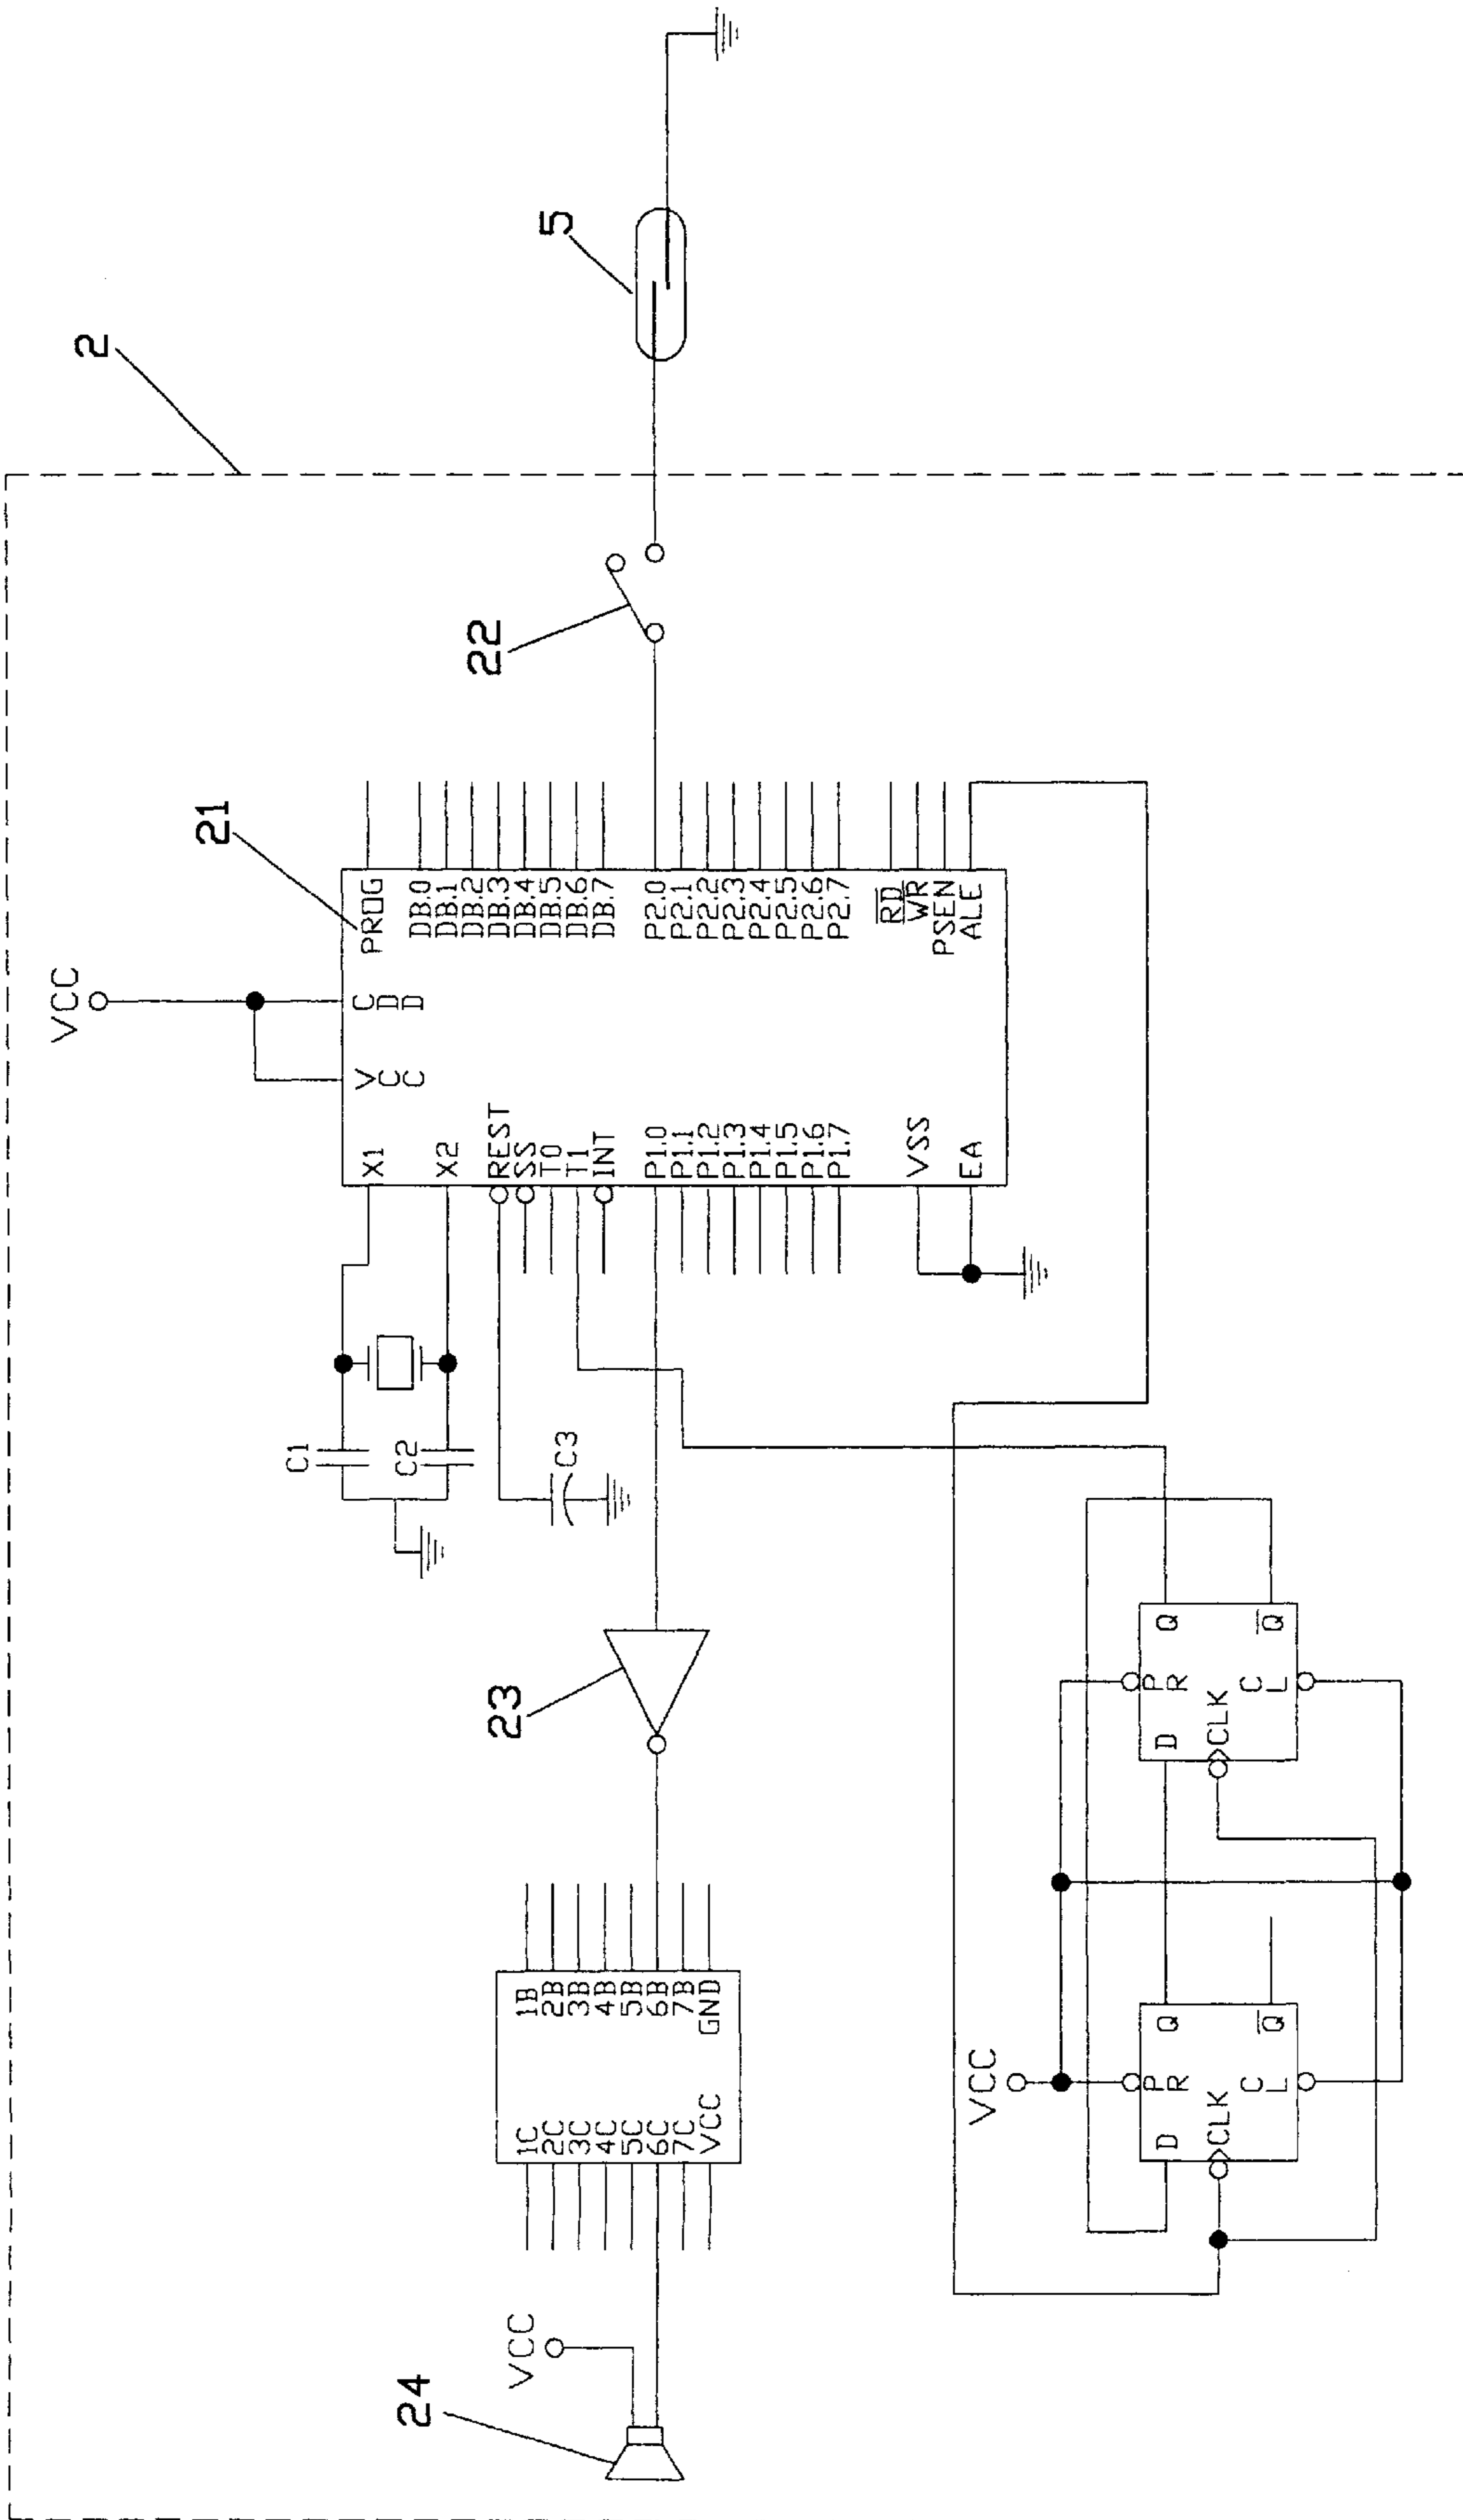 2
VCC
21
X1
X2
REST
SS
T0
T1
INT
P1.0
P1.1
P1.2
P1.3
P1.4
P1.5
P1.6
P1.7
VSS
EA
VCC
CDD
PROG
DB.0
DB.1
DB.2
DB.3
DB.4
DB.5
DB.6
DB.7
P2.0
P2.1
P2.2
P2.3
P2.4
P2.5
P2.6
P2.7
R̅D̅
W̅R̅
PSEN
ALE
C1
C2
C3
22
5
23
24
VCC
1C
2C
3C
4C
5C
6C
7C
VCC
1B
2B
3B
4B
5B
6B
7B
GND
VCC
D
PR
Q
CLK
CL
Q̅
D
PR
Q
CLK
CL
Q̅